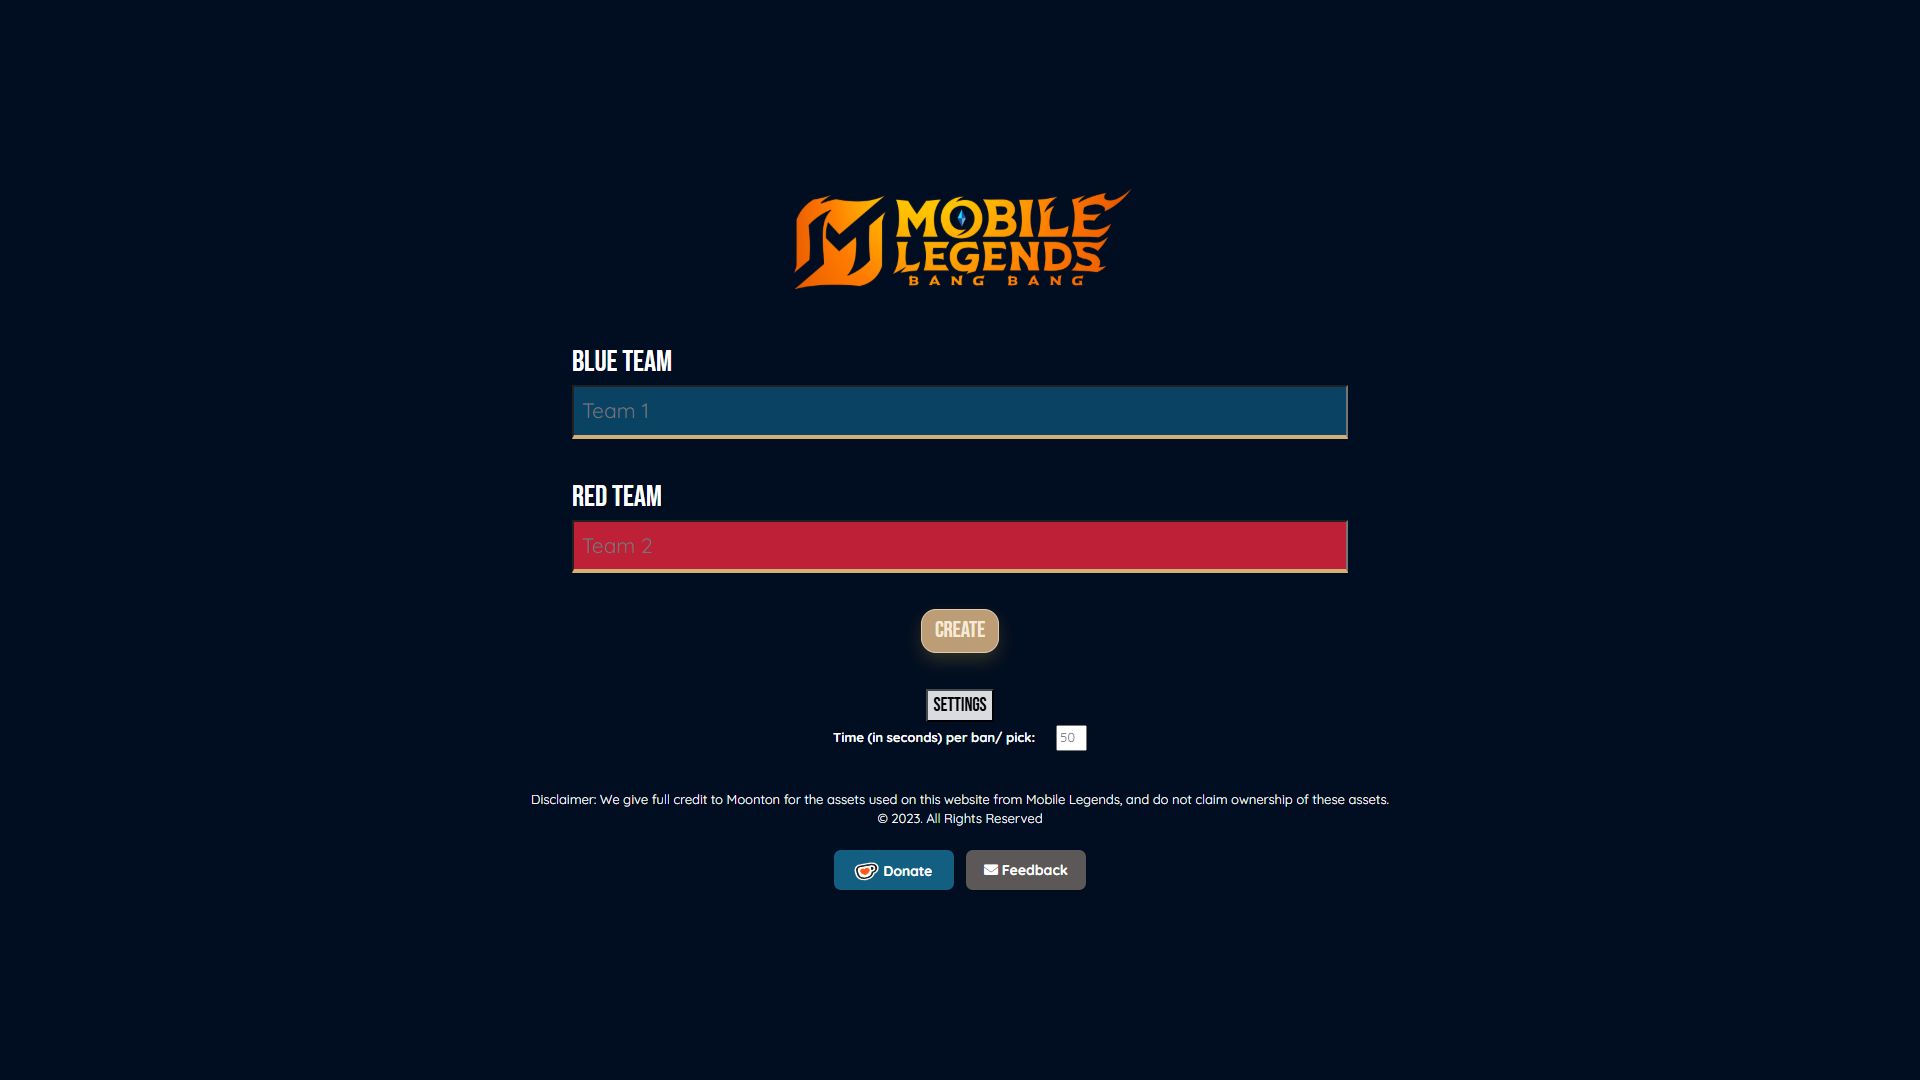 MOBILE
LEGENDS
BANG BANG
BLUE TEAM
Team 1
RED TEAM
Team 2
CREATE
SETTINGS
Time (in seconds) per ban/ pick: 50
Disclaimer: We give full credit to Moonton for the assets used on this website from Mobile Legends, and do not claim ownership of these assets.
© 2023. All Rights Reserved
Donate Feedback